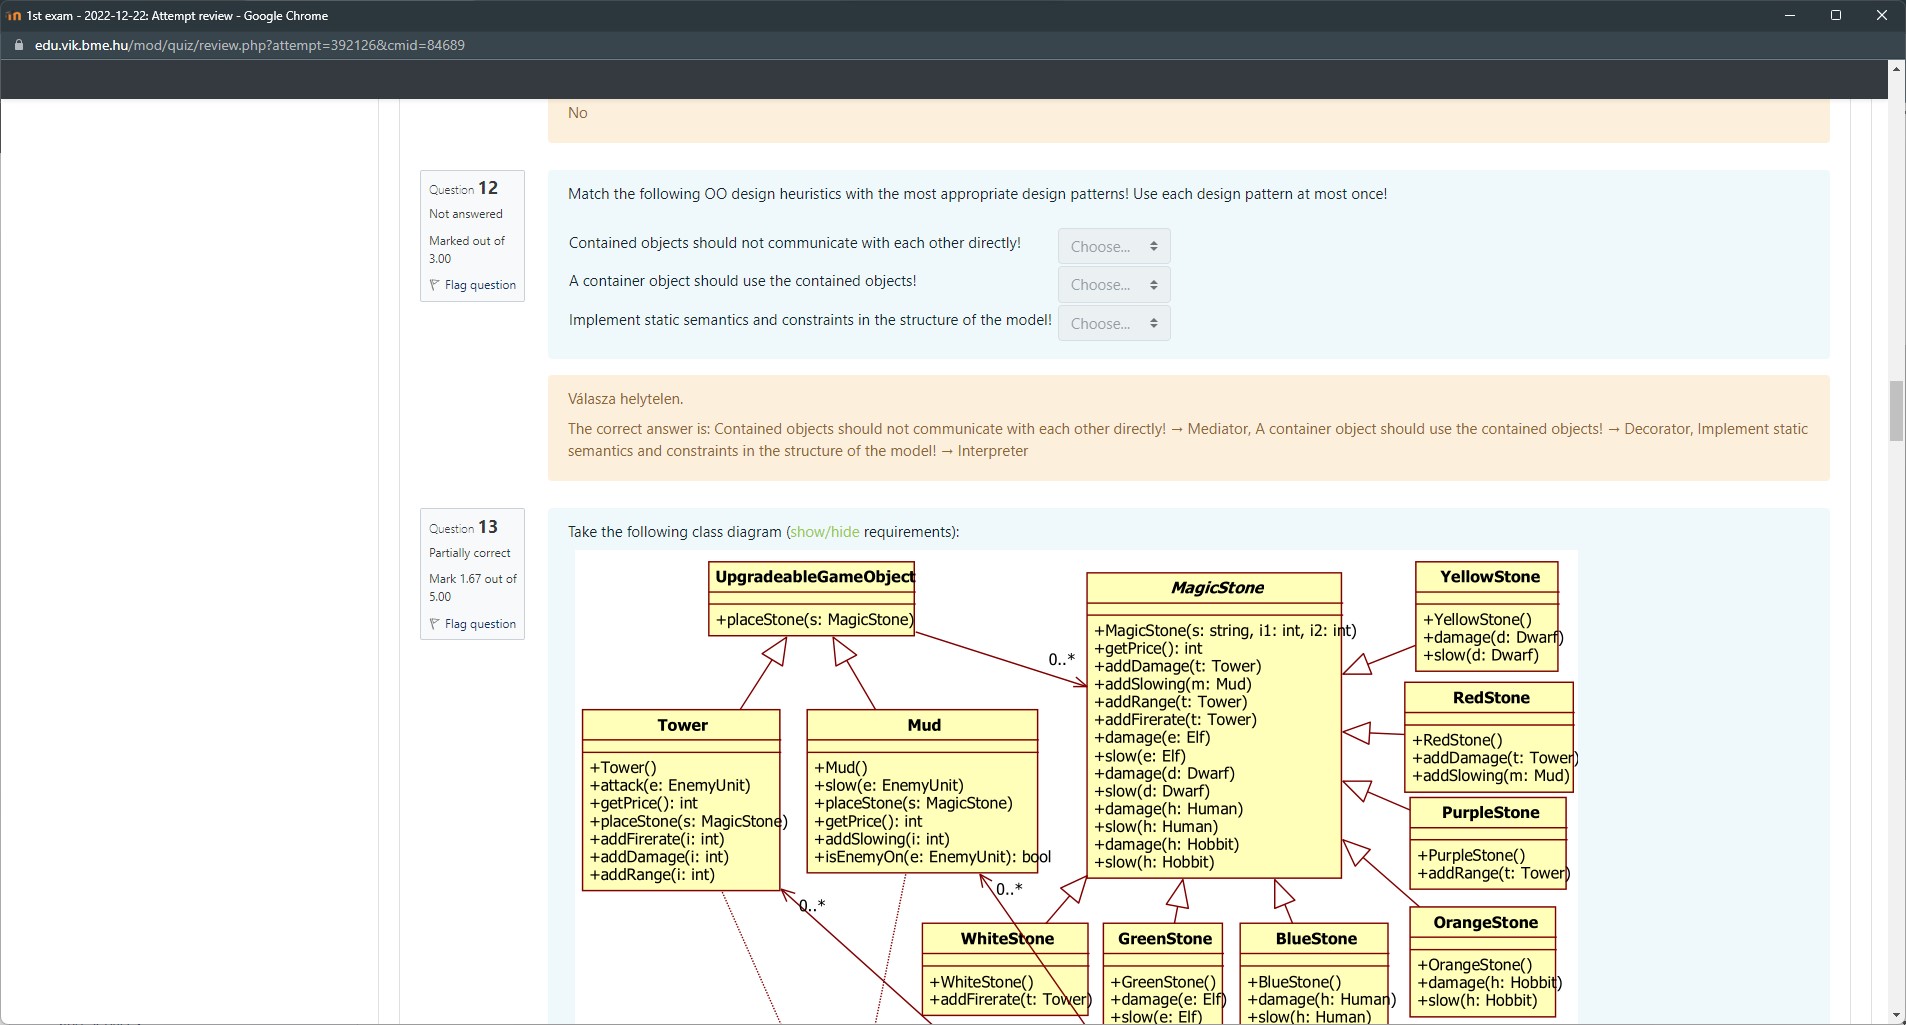 1st exam - 2022-12-22: Attempt review - Google Chrome
edu.vik.bme.hu/mod/quiz/review.php?attempt=392126&cmid=84689
No
Question 12
Not answered
Marked out of
3.00
Flag question
Match the following OO design heuristics with the most appropriate design patterns! Use each design pattern at most once!
Contained objects should not communicate with each other directly!
Choose...
A container object should use the contained objects!
Choose...
Implement static semantics and constraints in the structure of the model!
Choose...
Válasza helytelen.
The correct answer is: Contained objects should not communicate with each other directly! → Mediator, A container object should use the contained objects! → Decorator, Implement static
semantics and constraints in the structure of the model! → Interpreter
Question 13
Partially correct
Mark 1.67 out of
5.00
Flag question
Take the following class diagram (show/hide requirements):
UpgradeableGameObject
+placeStone(s: MagicStone)
0..*
MagicStone
+MagicStone(s: string, i1: int, i2: int)
+getPrice(): int
+addDamage(t: Tower)
+addSlowing(m: Mud)
+addRange(t: Tower)
+addFirerate(t: Tower)
+damage(e: Elf)
+slow(e: Elf)
+damage(d: Dwarf)
+slow(d: Dwarf)
+damage(h: Human)
+slow(h: Human)
+damage(h: Hobbit)
+slow(h: Hobbit)
YellowStone
+YellowStone()
+damage(d: Dwarf)
+slow(d: Dwarf)
RedStone
+RedStone()
+addDamage(t: Tower)
+addSlowing(m: Mud)
PurpleStone
+PurpleStone()
+addRange(t: Tower)
OrangeStone
+OrangeStone()
+damage(h: Hobbit)
+slow(h: Hobbit)
Tower
+Tower()
+attack(e: EnemyUnit)
+getPrice(): int
+placeStone(s: MagicStone)
+addFirerate(i: int)
+addDamage(i: int)
+addRange(i: int)
0..*
Mud
+Mud()
+slow(e: EnemyUnit)
+placeStone(s: MagicStone)
+getPrice(): int
+addSlowing(i: int)
+isEnemyOn(e: EnemyUnit): bool
0..*
WhiteStone
+WhiteStone()
+addFirerate(t: Tower)
GreenStone
+GreenStone()
+damage(e: Elf)
+slow(e: Elf)
BlueStone
+BlueStone()
+damage(h: Human)
+slow(h: Human)